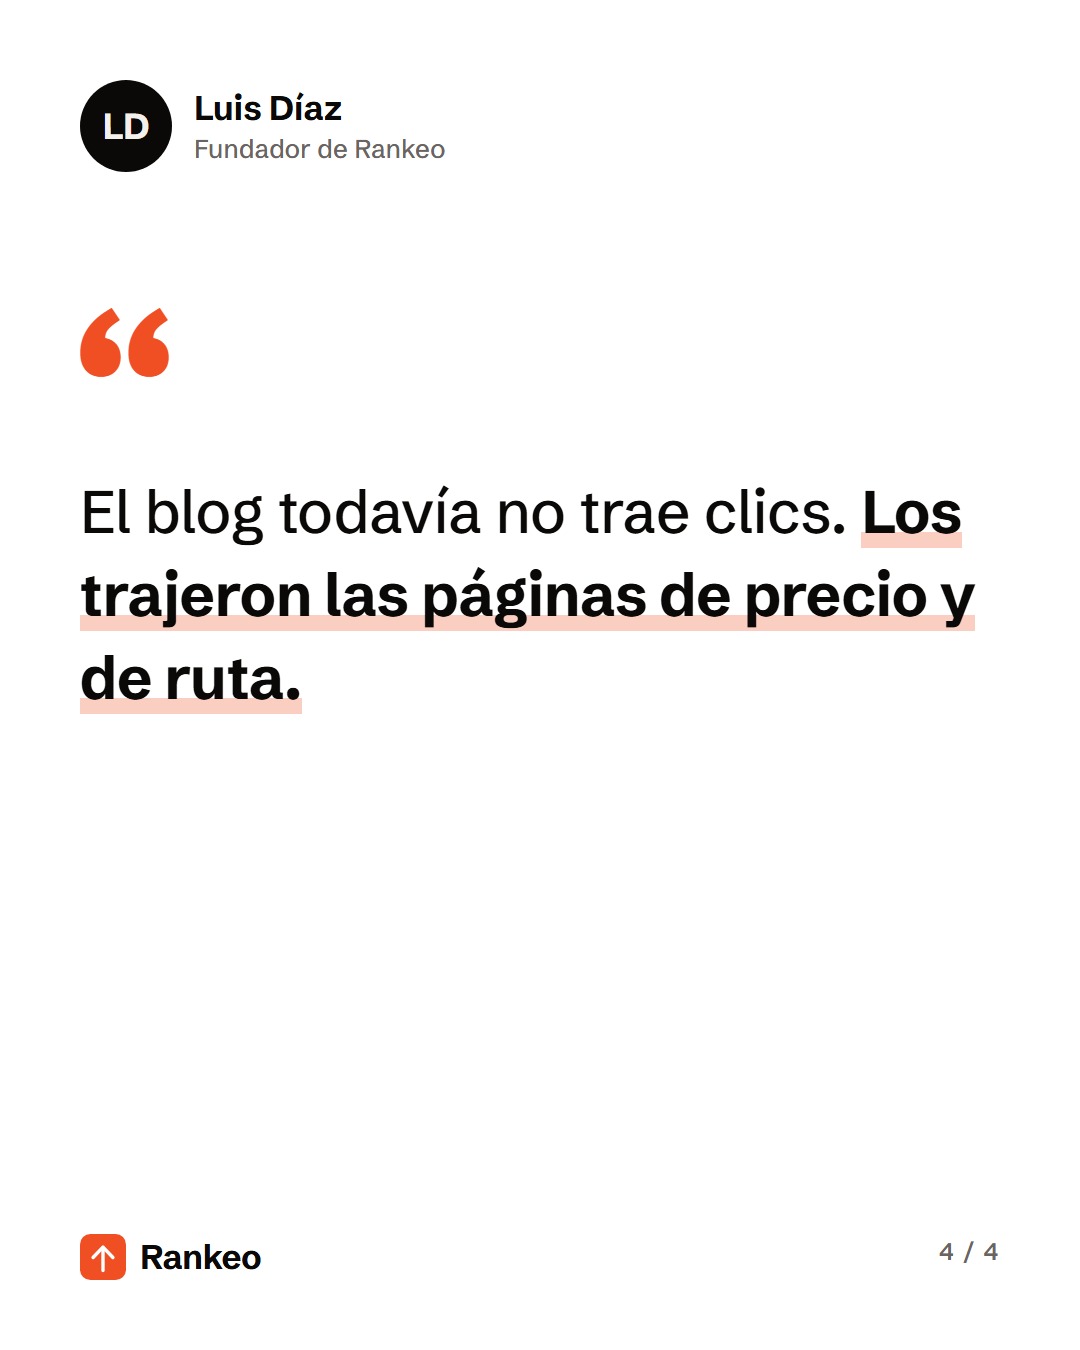 LD
Luis Díaz
Fundador de Rankeo
“
El blog todavía no trae clics. Los
trajeron las páginas de precio y
de ruta.
Rankeo
4 / 4